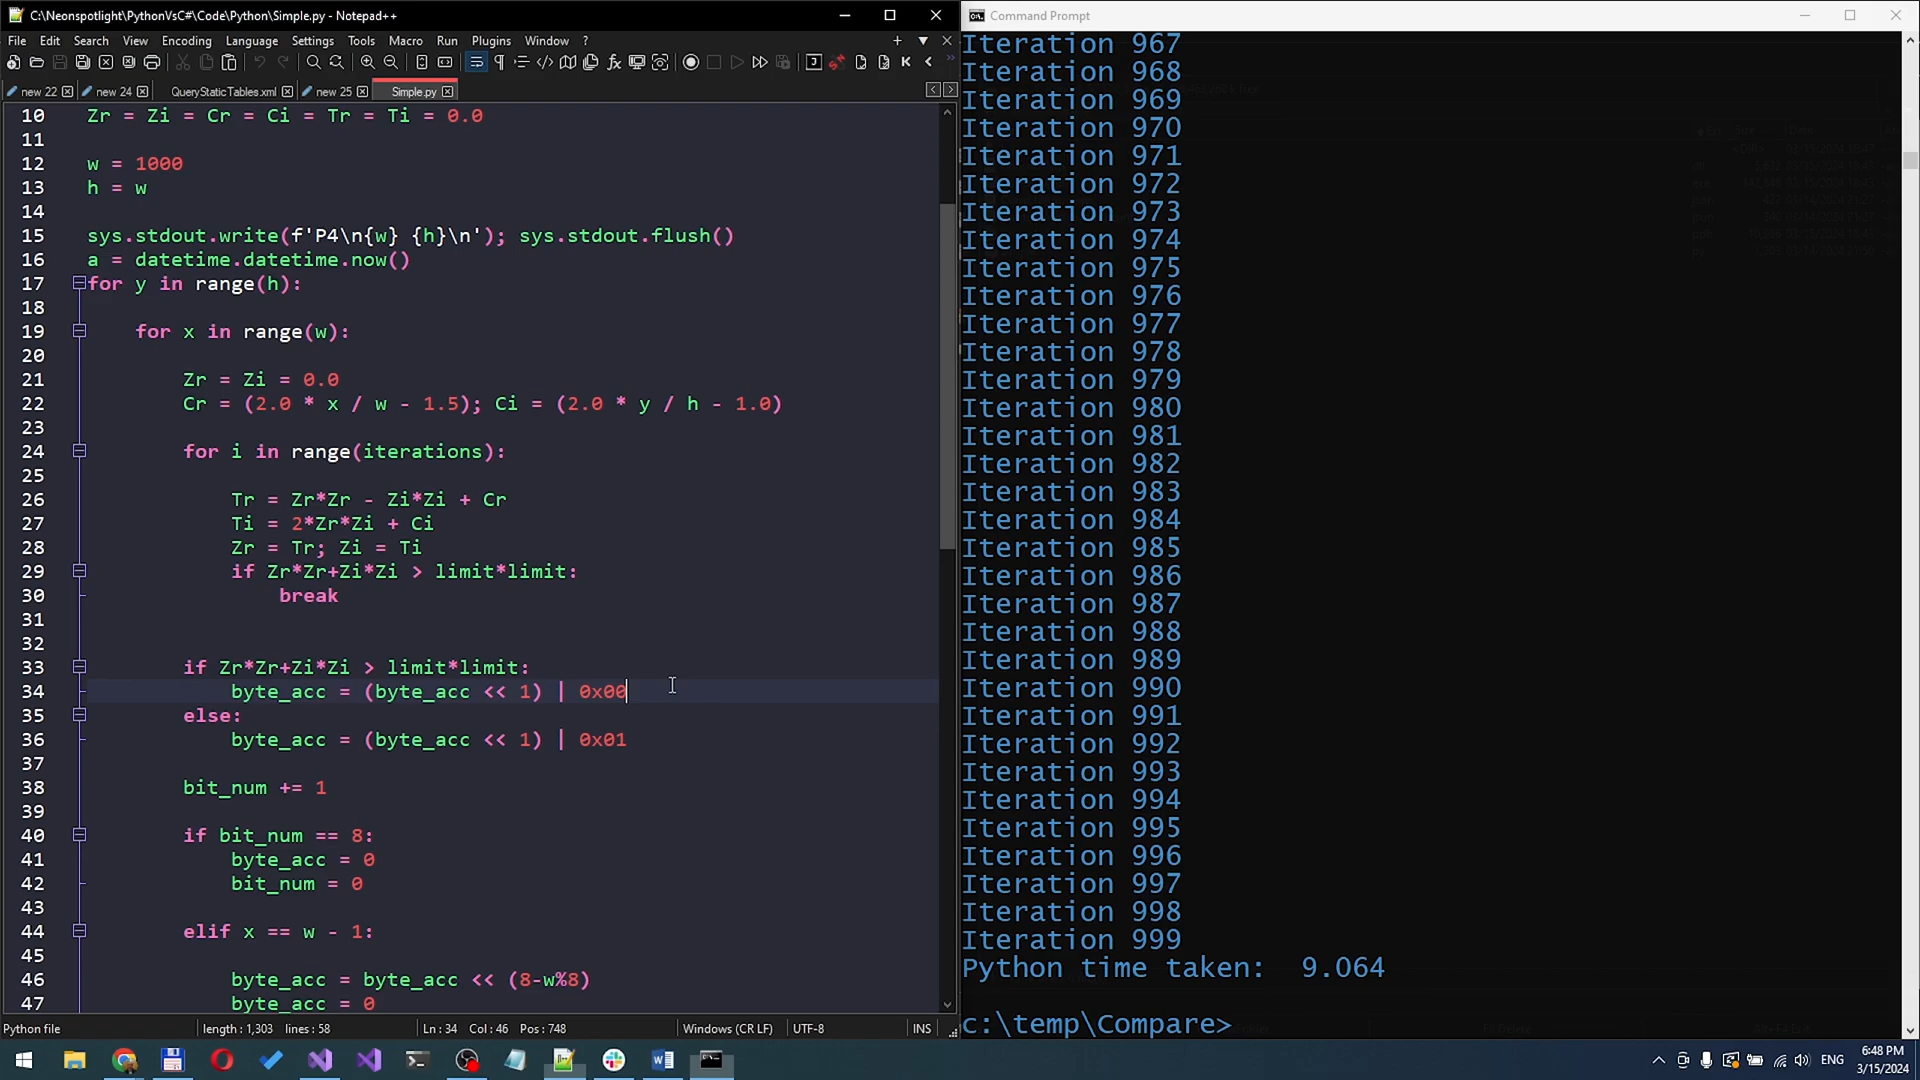 C:\Neonspotlight\PythonVsC#\Code\Python\Simple.py - Notepad++
File Edit Search View Encoding Language Settings Tools Macro Run Plugins Window ?
new 22 new 24 QueryStaticTables.xml new 25 Simple.py
10 Zr = Zi = Cr = Ci = Tr = Ti = 0.0
11
12 w = 1000
13 h = w
14
15 sys.stdout.write(f'P4\n{w} {h}\n'); sys.stdout.flush()
16 a = datetime.datetime.now()
17 for y in range(h):
18
19 for x in range(w):
20
21 Zr = Zi = 0.0
22 Cr = (2.0 * x / w - 1.5); Ci = (2.0 * y / h - 1.0)
23
24 for i in range(iterations):
25
26 Tr = Zr*Zr - Zi*Zi + Cr
27 Ti = 2*Zr*Zi + Ci
28 Zr = Tr; Zi = Ti
29 if Zr*Zr+Zi*Zi > limit*limit:
30 break
31
32
33 if Zr*Zr+Zi*Zi > limit*limit:
34 byte_acc = (byte_acc << 1) | 0x00
35 else:
36 byte_acc = (byte_acc << 1) | 0x01
37
38 bit_num += 1
39
40 if bit_num == 8:
41 byte_acc = 0
42 bit_num = 0
43
44 elif x == w - 1:
45
46 byte_acc = byte_acc << (8-w%8)
47 byte_acc = 0
Python file length : 1,303 lines : 58 Ln : 34 Col : 46 Pos : 748 Windows (CR LF) UTF-8 INS
Command Prompt
Iteration 967
Iteration 968
Iteration 969
Iteration 970
Iteration 971
Iteration 972
Iteration 973
Iteration 974
Iteration 975
Iteration 976
Iteration 977
Iteration 978
Iteration 979
Iteration 980
Iteration 981
Iteration 982
Iteration 983
Iteration 984
Iteration 985
Iteration 986
Iteration 987
Iteration 988
Iteration 989
Iteration 990
Iteration 991
Iteration 992
Iteration 993
Iteration 994
Iteration 995
Iteration 996
Iteration 997
Iteration 998
Iteration 999
Python time taken: 9.064
c:\temp\Compare>
ENG
6:48 PM
3/15/2024